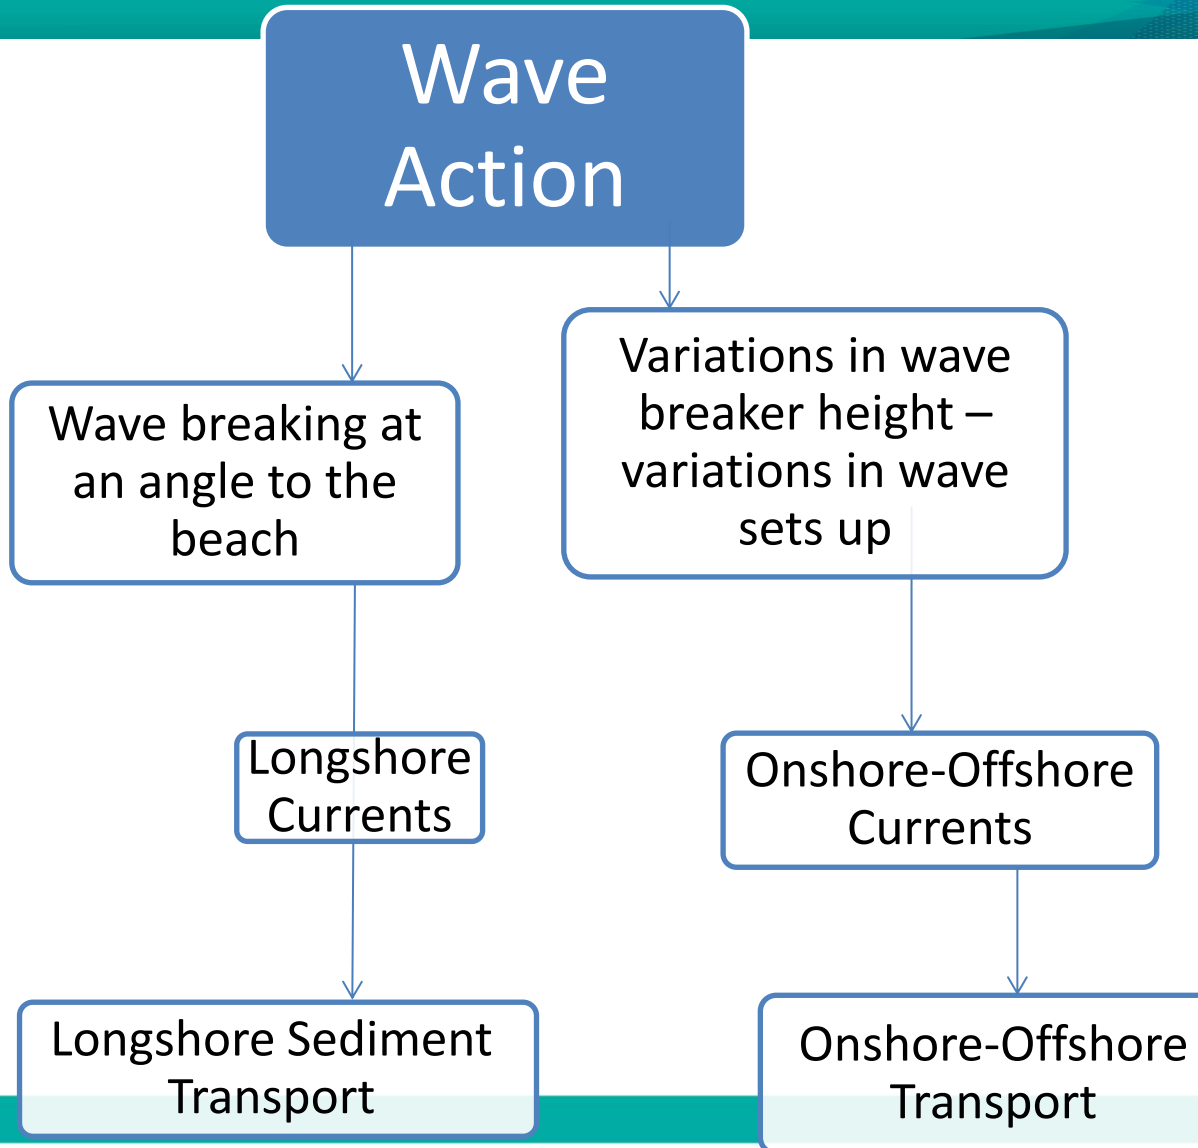 Wave
Action
Wave breaking at
an angle to the
beach
Variations in wave
breaker height –
variations in wave
sets up
Longshore
Currents
Onshore-Offshore
Currents
Longshore Sediment
Transport
Onshore-Offshore
Transport